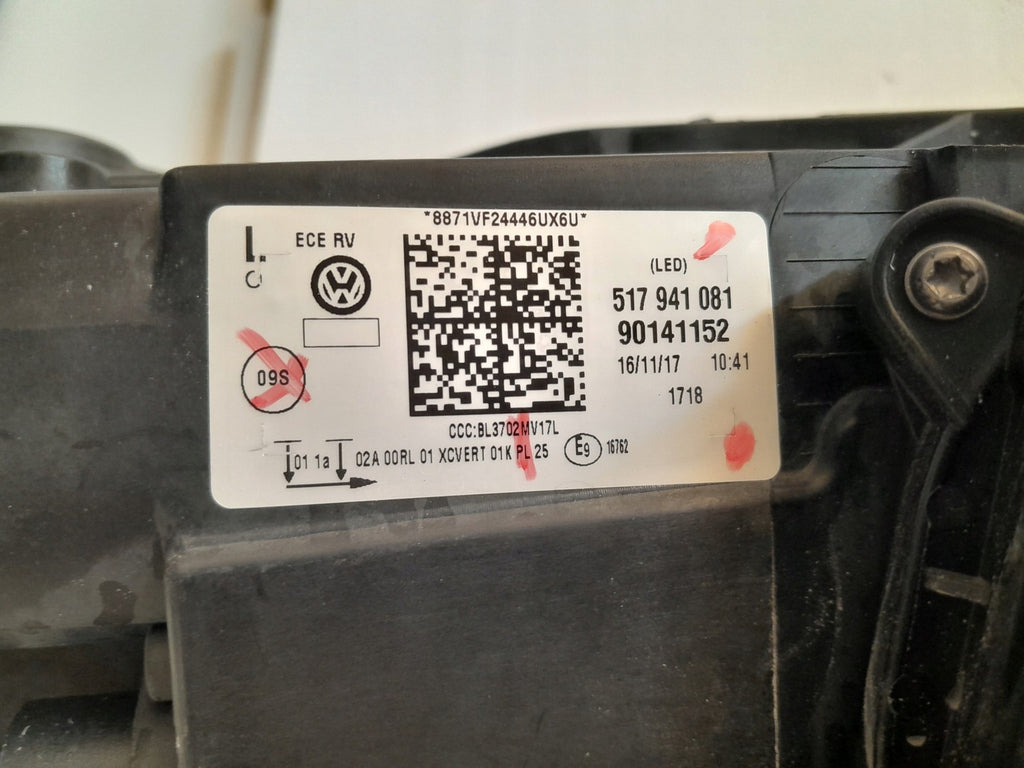 *8871VF24446UX6U*
L
ECE RV
(LED)
517 941 081
90141152
09S
16/11/17 10:41
1718
CCC:BL3702MV17L
01 1a 02A 00RL 01 XCVERT 01K PL 25 E9 16762